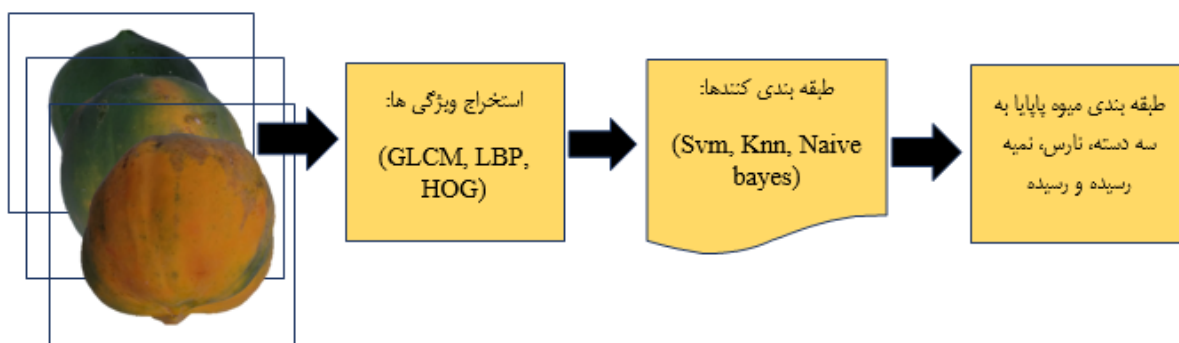 استخراج ویژگی ها:
(GLCM, LBP,
HOG)
طبقه بندی کنندها:
(Svm, Knn, Naive
bayes)
طبقه بندی میوه پاپایا به
سه دسته، نارس، نمیه
رسیده و رسیده